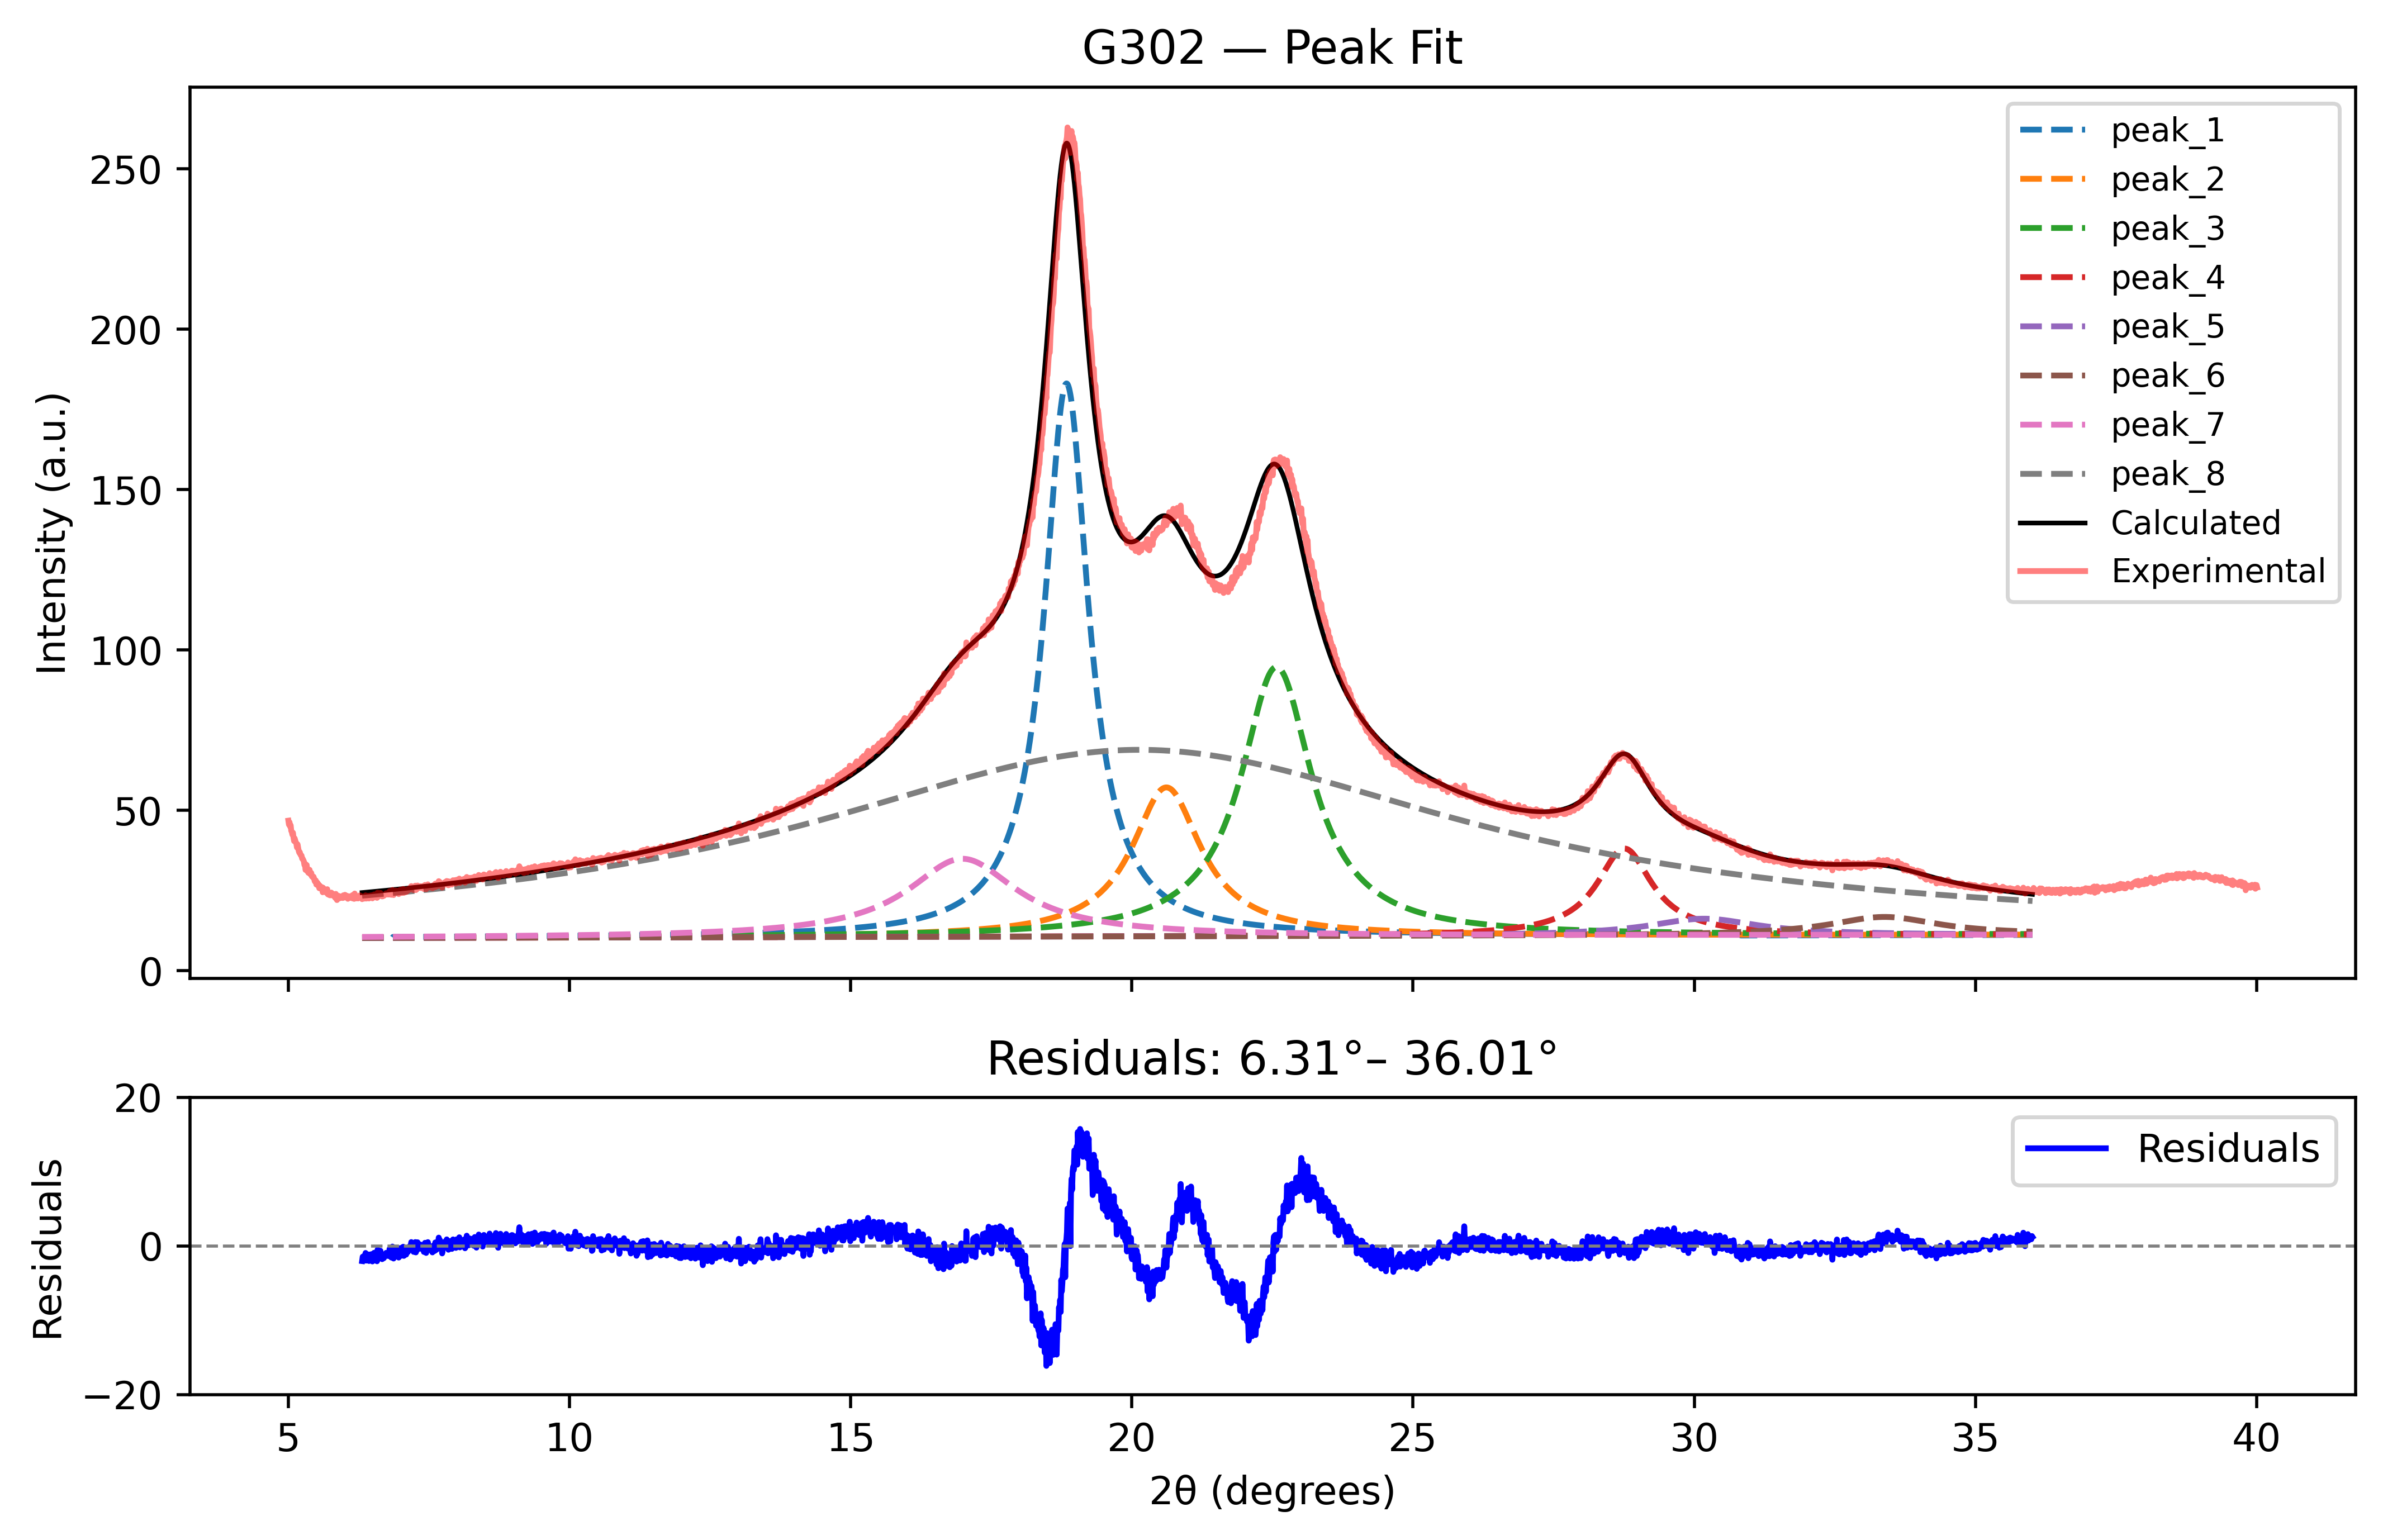 G302 — Peak Fit
Intensity (a.u.)
250
200
150
100
50
0
peak_1
peak_2
peak_3
peak_4
peak_5
peak_6
peak_7
peak_8
Calculated
Experimental
Residuals: 6.31°– 36.01°
Residuals
20
0
−20
Residuals
5 10 15 20 25 30 35 40
2θ (degrees)